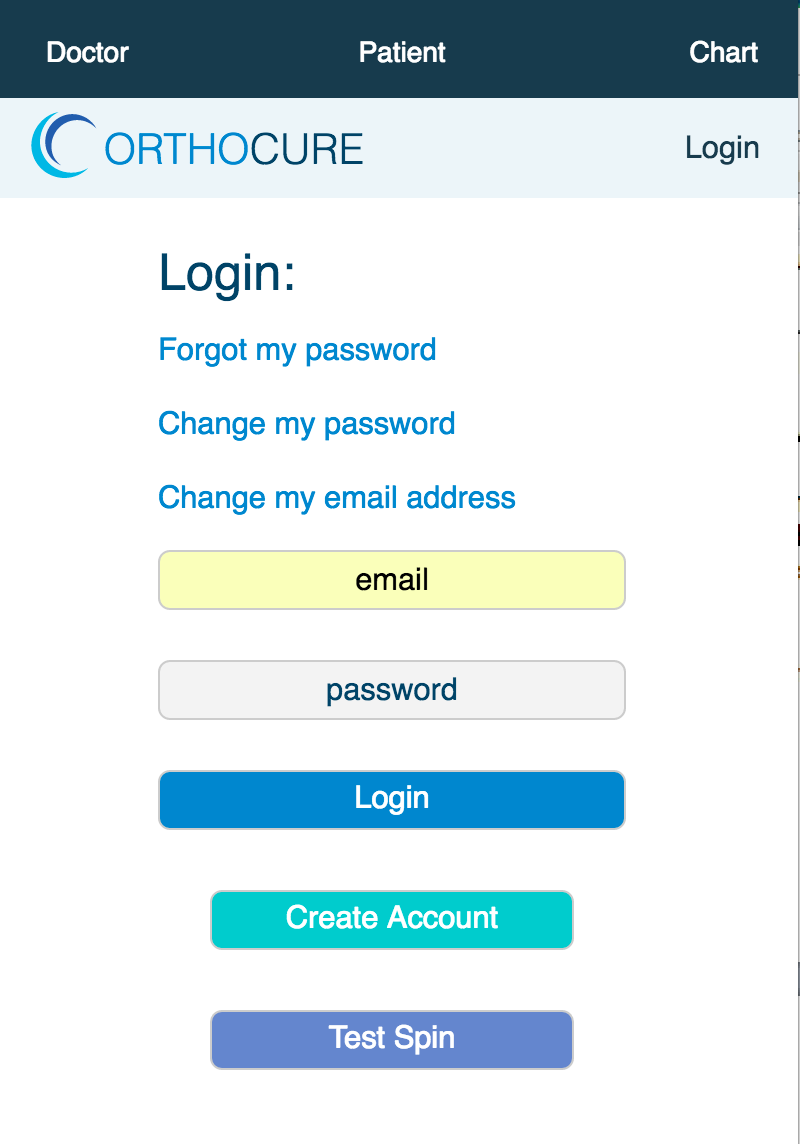 Doctor Patient Chart
ORTHOCURE Login
Login:
Forgot my password
Change my password
Change my email address
email
password
Login
Create Account
Test Spin